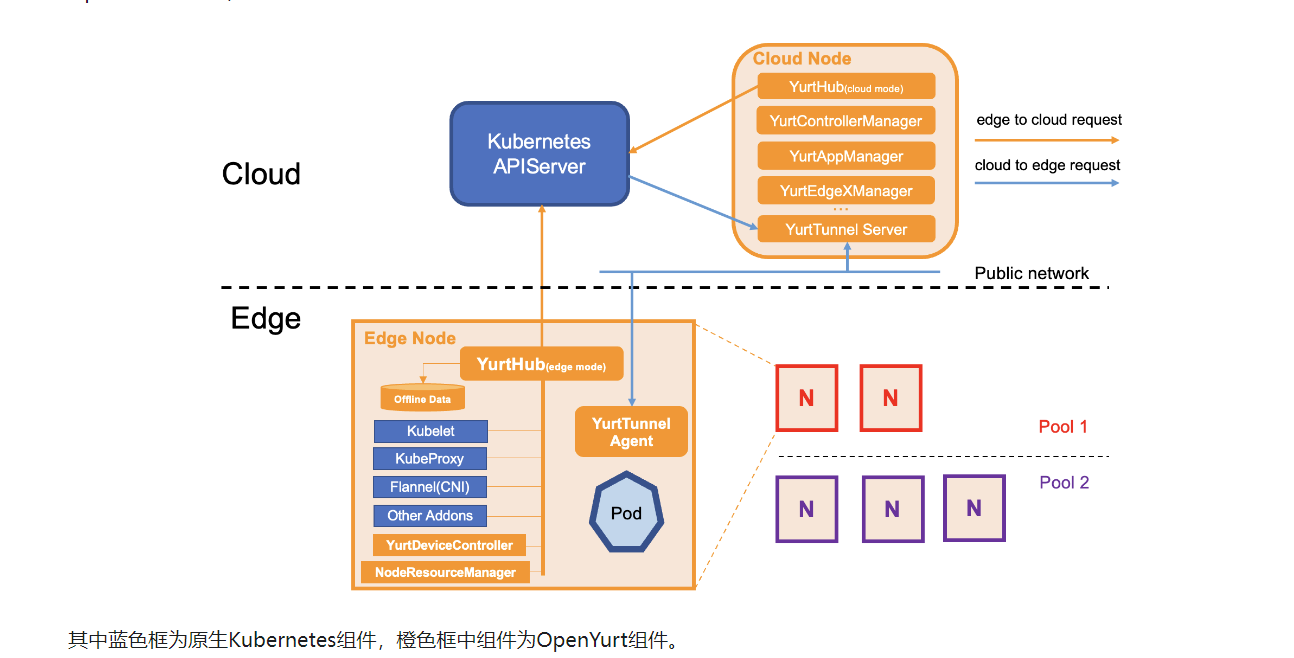 Cloud Node
YurtHub(cloud mode)
YurtControllerManager
YurtAppManager
YurtEdgeXManager
...
YurtTunnel Server
Kubernetes
APIServer
Cloud
edge to cloud request
cloud to edge request
Public network
Edge
Edge Node
YurtHub(edge mode)
Offline Data
Kubelet
KubeProxy
Flannel(CNI)
Other Addons
YurtDeviceController
NodeResourceManager
YurtTunnel
Agent
Pod
N
N
Pool 1
Pool 2
N
N
N
其中蓝色框为原生Kubernetes组件，橙色框中组件为OpenYurt组件。